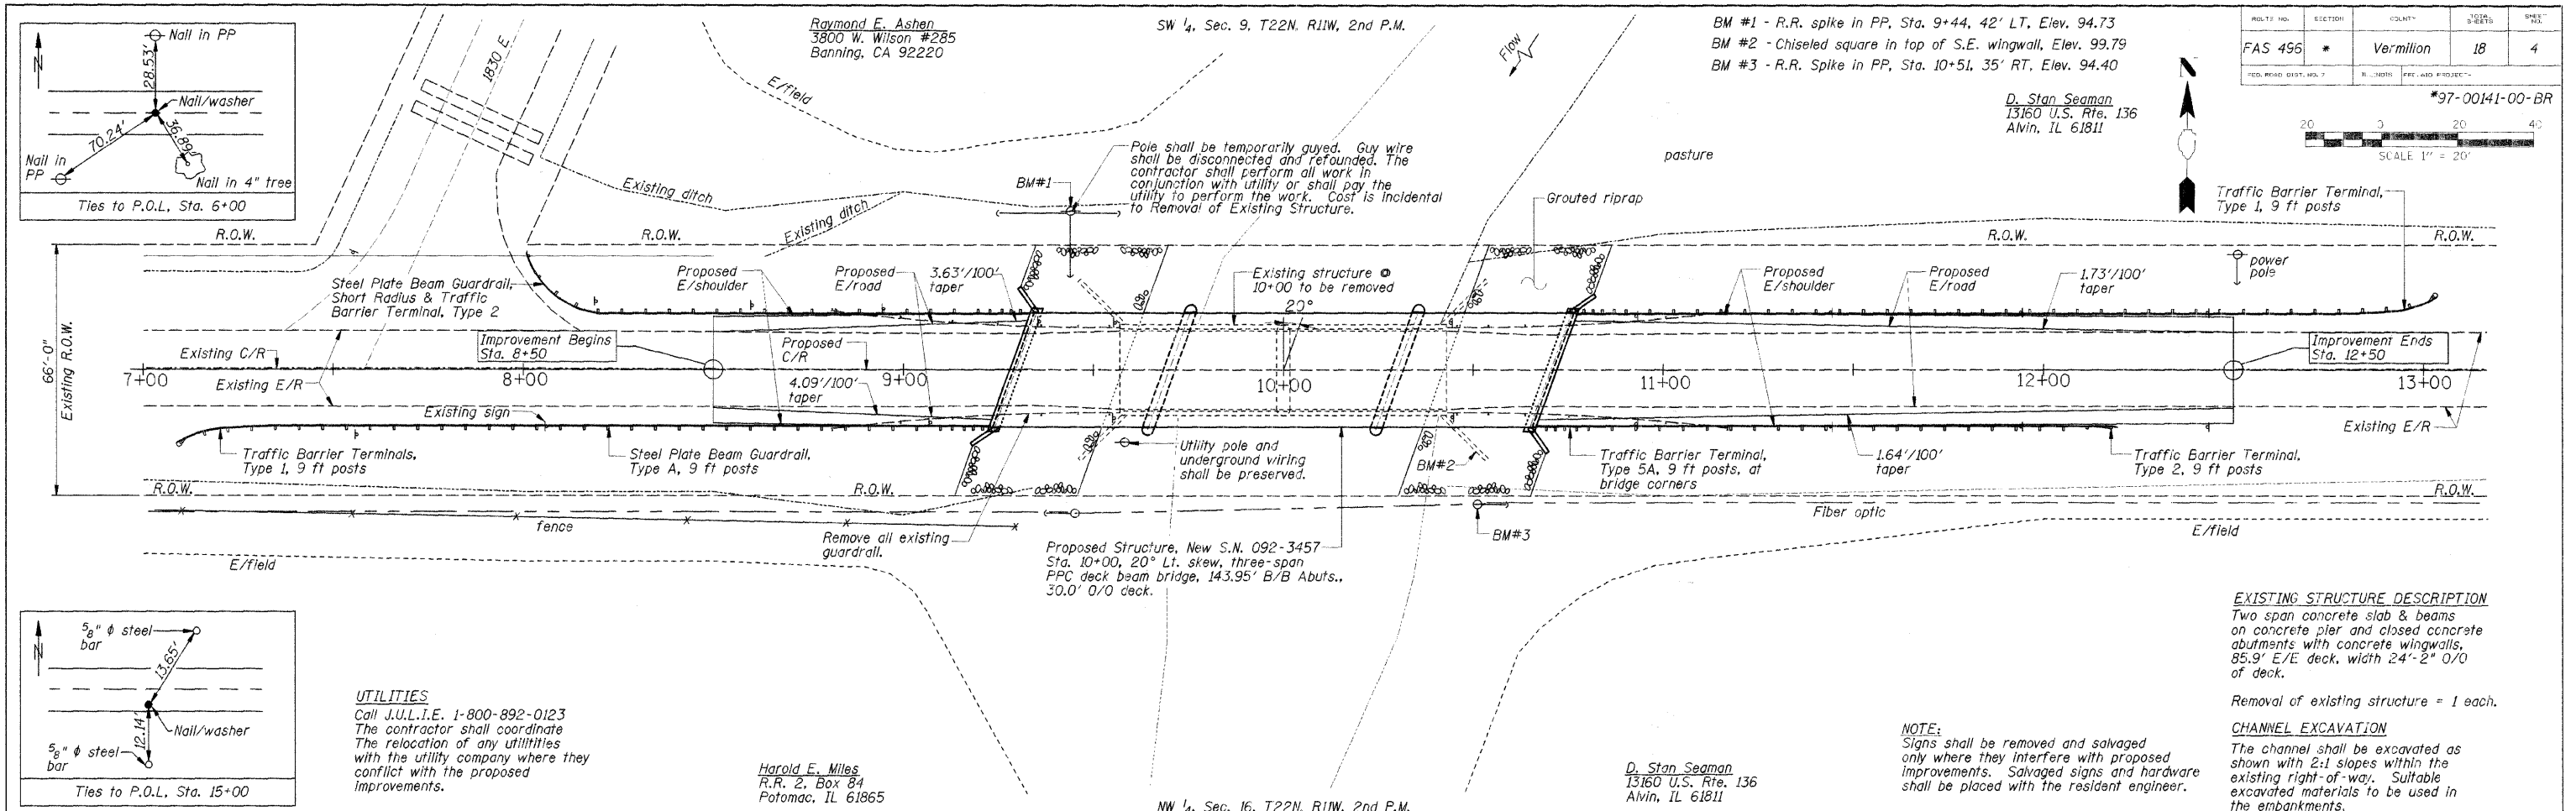 Nail in PP
28.53'
Nail/washer
70.24'
36.89'
Nail in
PP
Nail in 4" tree
Ties to P.O.L, Sta. 6+00
1830 E
Raymond E. Ashen
3800 W. Wilson #285
Banning, CA 92220
SW 1/4, Sec. 9, T22N, R11W, 2nd P.M.
Flow
BM #1 - R.R. spike in PP, Sta. 9+44, 42' LT, Elev. 94.73
BM #2 - Chiseled square in top of S.E. wingwall, Elev. 99.79
BM #3 - R.R. Spike in PP, Sta. 10+51, 35' RT, Elev. 94.40
ROUTE NO. SECTION COUNTY TOTAL SHEETS SHEET NO.
FAS 496 * Vermilion 18 4
FED. ROAD DIST. NO. 7 ILLINOIS FED. AID PROJECT-
*97-00141-00-BR
N
D. Stan Seaman
13160 U.S. Rte. 136
Alvin, IL 61811
20 0 20 40
SCALE 1" = 20'
E/field
pasture
Existing ditch
Existing ditch
BM#1
Pole shall be temporarily guyed. Guy wire
shall be disconnected and refounded. The
contractor shall perform all work in
conjunction with utility or shall pay the
utility to perform the work. Cost is incidental
to Removal of Existing Structure.
Grouted riprap
Traffic Barrier Terminal,
Type 1, 9 ft posts
R.O.W.
R.O.W.
R.O.W.
R.O.W.
66'-0"
Existing R.O.W.
Steel Plate Beam Guardrail,
Short Radius & Traffic
Barrier Terminal, Type 2
Proposed
E/shoulder
Proposed
E/road
3.63'/100'
taper
Existing structure @
10+00 to be removed
20°
Proposed
E/shoulder
Proposed
E/road
1.73'/100'
taper
power
pole
Existing C/R
Improvement Begins
Sta. 8+50
Proposed
C/R
Improvement Ends
Sta. 12+50
7+00 8+00 9+00 10+00 11+00 12+00 13+00
Existing E/R
4.09'/100'
taper
Existing sign
Existing E/R
Traffic Barrier Terminals,
Type 1, 9 ft posts
Steel Plate Beam Guardrail,
Type A, 9 ft posts
Utility pole and
underground wiring
shall be preserved.
BM#2
Traffic Barrier Terminal,
Type 5A, 9 ft posts, at
bridge corners
1.64'/100'
taper
Traffic Barrier Terminal,
Type 2, 9 ft posts
R.O.W.
R.O.W.
R.O.W.
fence
Remove all existing
guardrail.
Fiber optic
BM#3
E/field
E/field
Proposed Structure, New S.N. 092-3457
Sta. 10+00, 20° Lt. skew, three-span
PPC deck beam bridge, 143.95' B/B Abuts.,
30.0' O/O deck.
5/8" ϕ steel
bar
13.65'
Nail/washer
12.14'
5/8" ϕ steel
bar
Ties to P.O.L, Sta. 15+00
UTILITIES
Call J.U.L.I.E. 1-800-892-0123
The contractor shall coordinate
The relocation of any utilitities
with the utility company where they
conflict with the proposed
improvements.
Harold E. Miles
R.R. 2, Box 84
Potomac, IL 61865
NW 1/4, Sec. 16, T22N, R11W, 2nd P.M.
D. Stan Seaman
13160 U.S. Rte. 136
Alvin, IL 61811
NOTE:
Signs shall be removed and salvaged
only where they interfere with proposed
improvements. Salvaged signs and hardware
shall be placed with the resident engineer.
EXISTING STRUCTURE DESCRIPTION
Two span concrete slab & beams
on concrete pier and closed concrete
abutments with concrete wingwalls,
85.9' E/E deck, width 24'-2" O/O
of deck.
Removal of existing structure = 1 each.
CHANNEL EXCAVATION
The channel shall be excavated as
shown with 2:1 slopes within the
existing right-of-way. Suitable
excavated materials to be used in
the embankments.